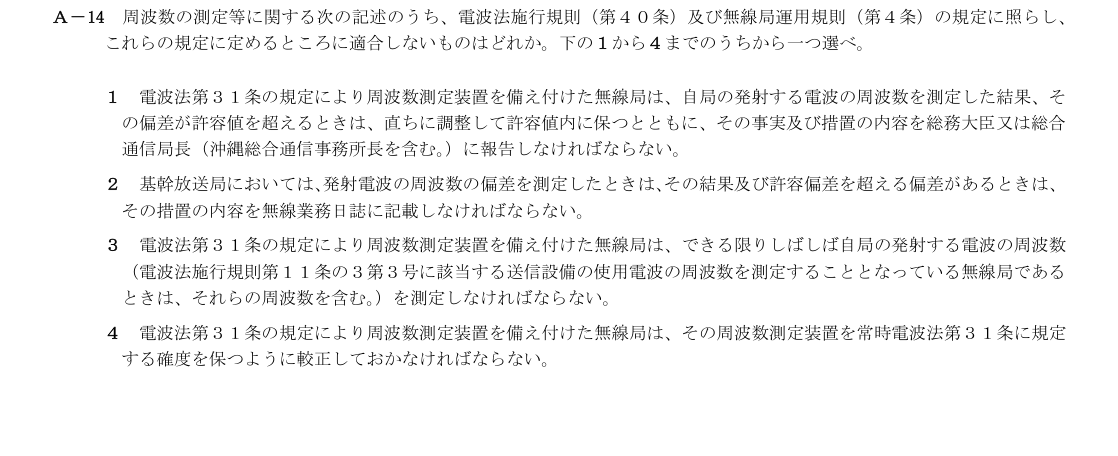 A－14　周波数の測定等に関する次の記述のうち、電波法施行規則（第４０条）及び無線局運用規則（第４条）の規定に照らし、
これらの規定に定めるところに適合しないものはどれか。下の１から４までのうちから一つ選べ。
1　電波法第３１条の規定により周波数測定装置を備え付けた無線局は、自局の発射する電波の周波数を測定した結果、そ
の偏差が許容値を超えるときは、直ちに調整して許容値内に保つとともに、その事実及び措置の内容を総務大臣又は総合
通信局長（沖縄総合通信事務所長を含む。）に報告しなければならない。
2　基幹放送局においては、発射電波の周波数の偏差を測定したときは、その結果及び許容偏差を超える偏差があるときは、
その措置の内容を無線業務日誌に記載しなければならない。
3　電波法第３１条の規定により周波数測定装置を備え付けた無線局は、できる限りしばしば自局の発射する電波の周波数
（電波法施行規則第１１条の３第３号に該当する送信設備の使用電波の周波数を測定することとなっている無線局である
ときは、それらの周波数を含む。）を測定しなければならない。
4　電波法第３１条の規定により周波数測定装置を備え付けた無線局は、その周波数測定装置を常時電波法第３１条に規定
する確度を保つように較正しておかなければならない。